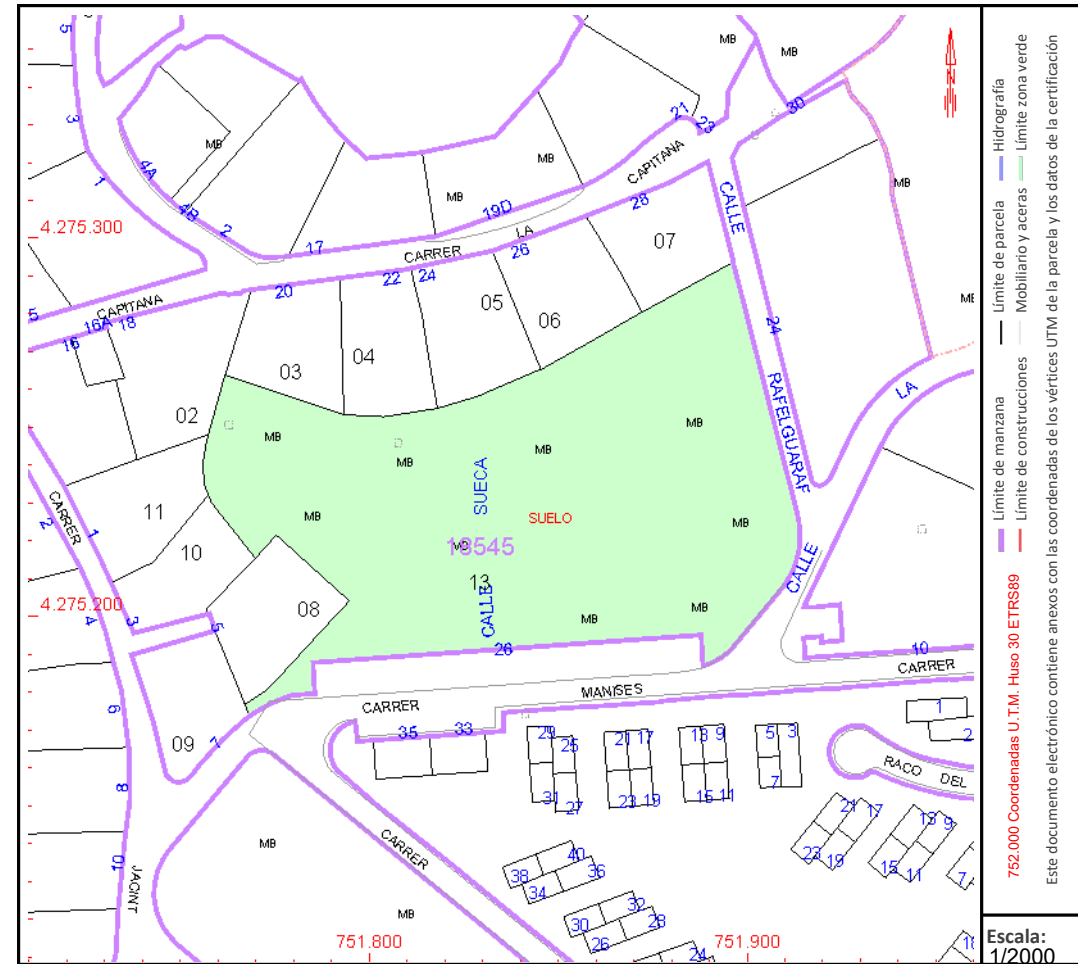 5
3
1
4A
4B
2
MB
MB
MB
21
23
30
MB
MB
MB
CAPITANA
28
19D
LA
26
17
CARRER
24
22
20
07
CALLE
4.275.300
CAPITANA
5
16A
18
16
05
06
03
04
02
24
RAFELGUARAF
LA
MB
MB
MB
MB
MB
SUECA
SUELO
MB
MB
MB
18545
13
CALLE
CALLE
11
10
CARRER
2
1
3
4
5
4.275.200
08
MB
MB
26
10
CARRER
MANISES
CARRER
6
09
7
8
10
JACINT
35
33
29
25
31
27
21
17
23
19
13
9
15
11
5
3
7
1
2
RACO
DEL
21
17
23
19
13
9
15
11
7
CARRER
MB
MB
40
38
36
34
32
30
28
26
24
751.800
751.900
N
Límite de manzana
Límite de parcela
Hidrografía
752.000 Coordenadas U.T.M. Huso 30 ETRS89
Límite de construcciones
Mobiliario y aceras
Límite zona verde
Este documento electrónico contiene anexos con las coordenadas de los vértices UTM de la parcela y los datos de la certificación
Escala:
1/2000